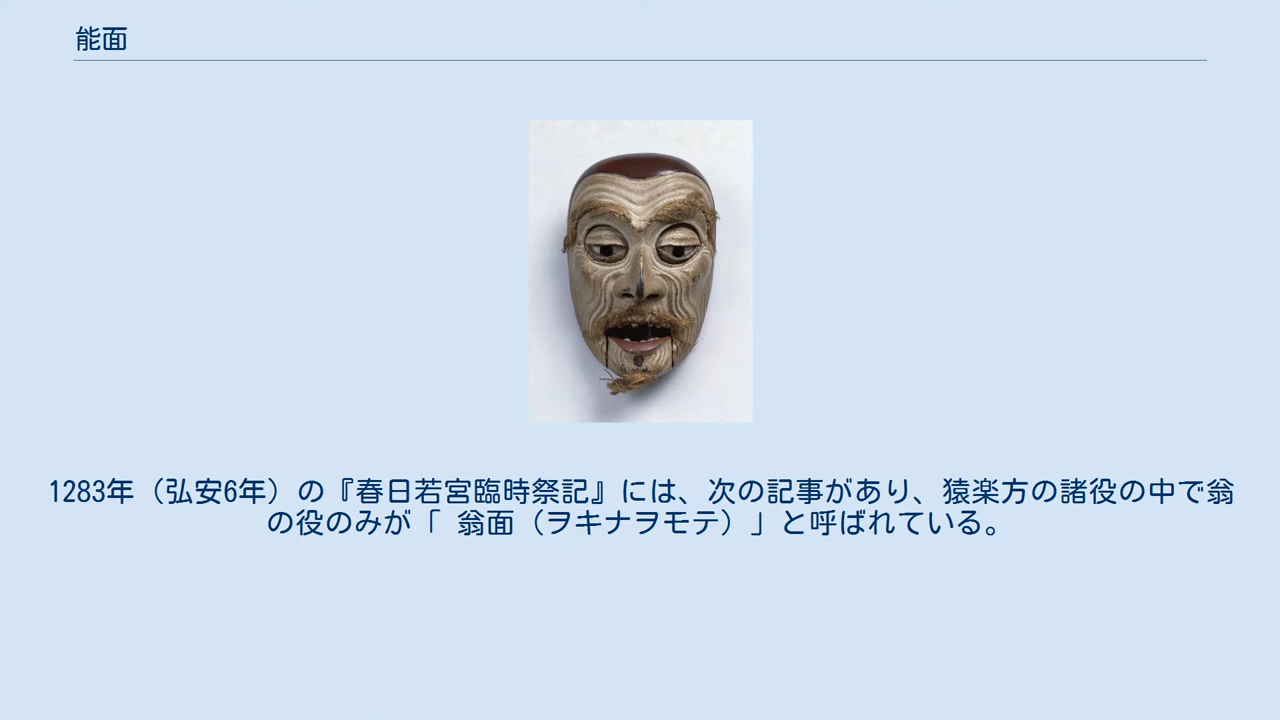 能面
1283年（弘安6年）の『春日若宮臨時祭記』には、次の記事があり、猿楽方の諸役の中で翁
の役のみが「 翁面（ヲキナヲモテ）」と呼ばれている。